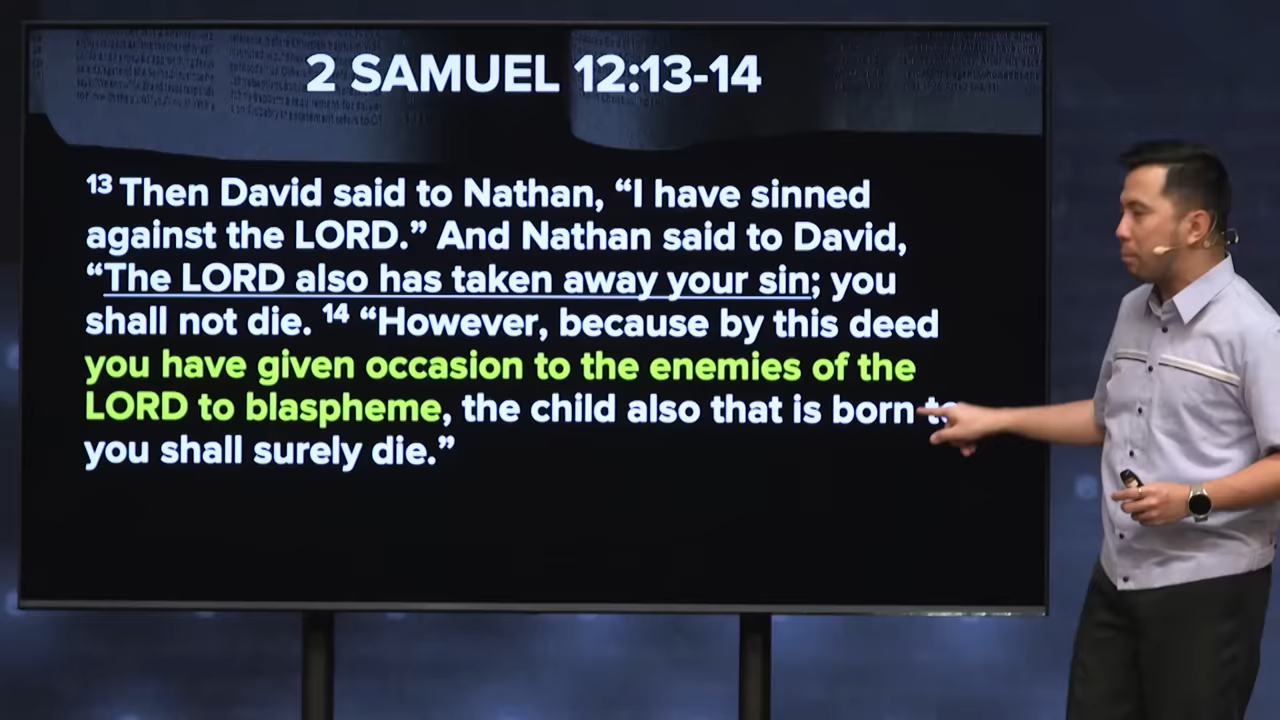 2 SAMUEL 12:13-14
13 Then David said to Nathan, “I have sinned
against the LORD.” And Nathan said to David,
“The LORD also has taken away your sin; you
shall not die. 14 “However, because by this deed
you have given occasion to the enemies of the
LORD to blaspheme, the child also that is born to
you shall surely die.”